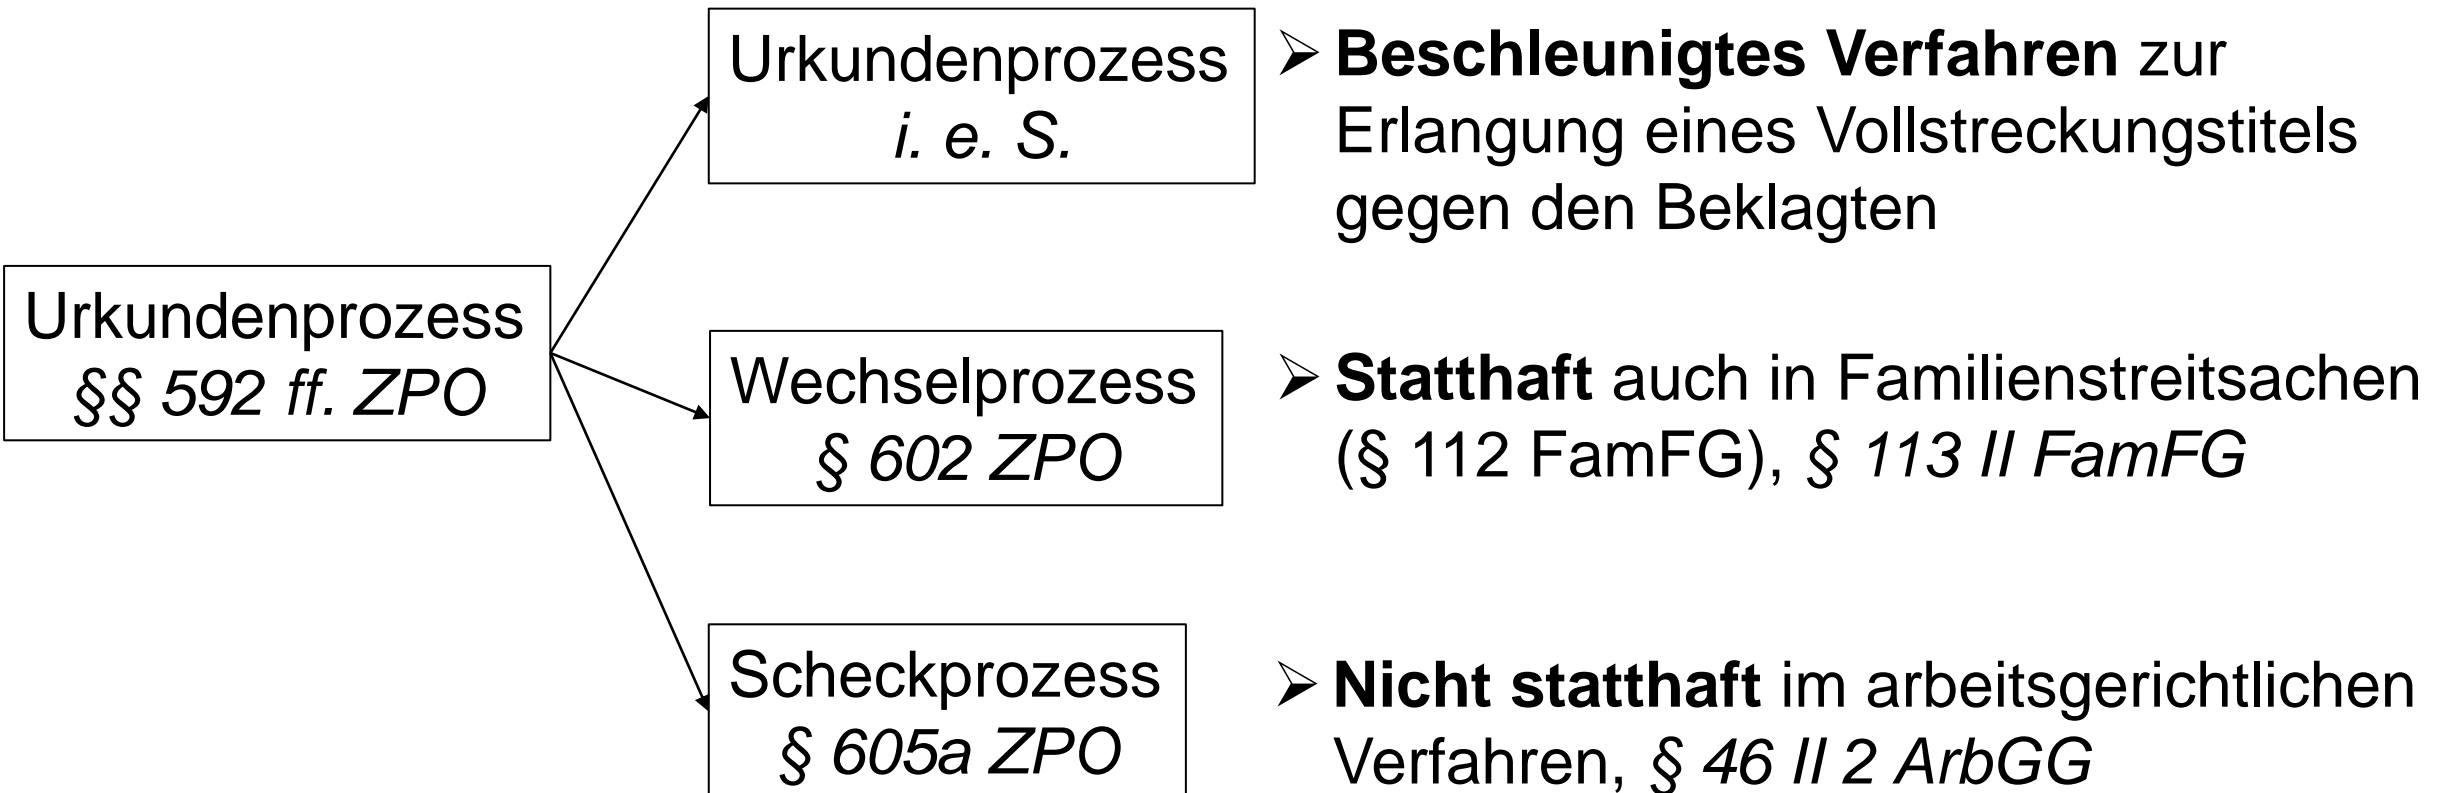 Urkundenprozess
§§ 592 ff. ZPO
Urkundenprozess
i. e. S.
Wechselprozess
§ 602 ZPO
Scheckprozess
§ 605a ZPO
Beschleunigtes Verfahren zur
Erlangung eines Vollstreckungstitels
gegen den Beklagten
Statthaft auch in Familienstreitsachen
(§ 112 FamFG), § 113 II FamFG
Nicht statthaft im arbeitsgerichtlichen
Verfahren, § 46 II 2 ArbGG